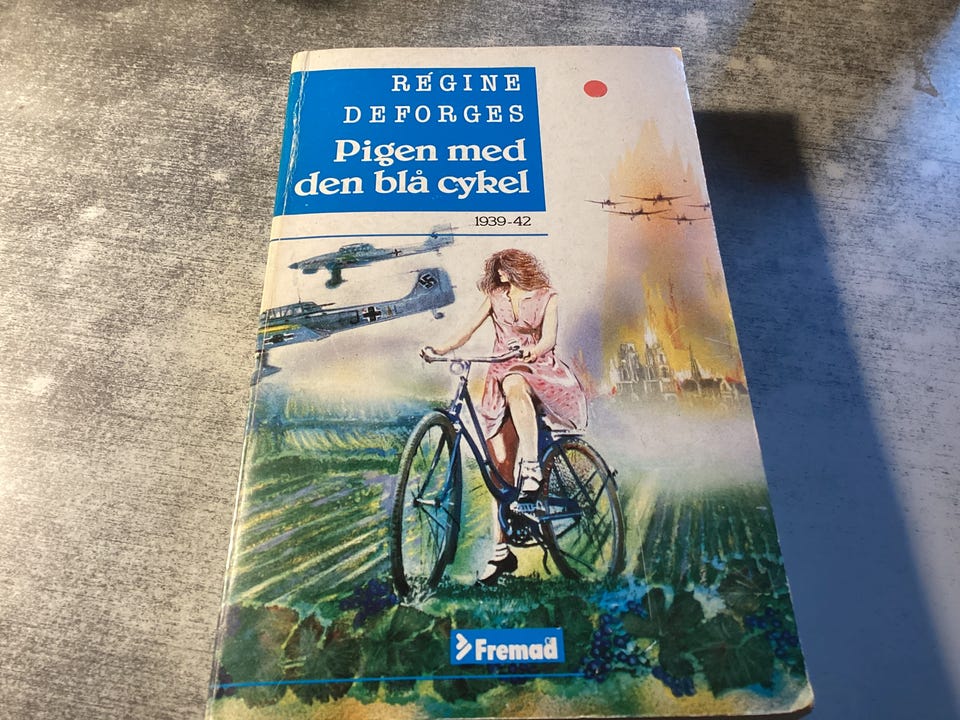 RÉGINE
DEFORGES
Pigen med
den blå cykel
1939-42
J
Fremad